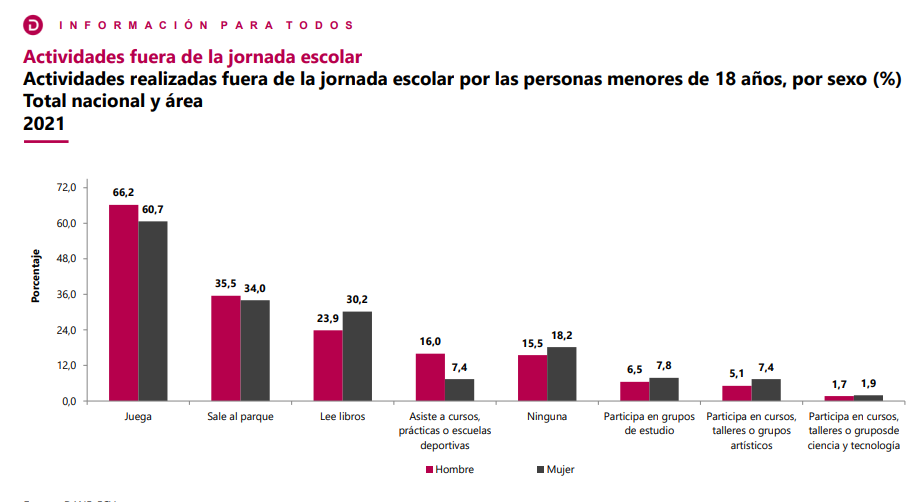 INFORMACIÓN PARA TODOS
Actividades fuera de la jornada escolar
Actividades realizadas fuera de la jornada escolar por las personas menores de 18 años, por sexo (%)
Total nacional y área
2021
Porcentaje
72,0
60,0
48,0
36,0
24,0
12,0
0,0
66,2
60,7
35,5
34,0
23,9
30,2
16,0
7,4
15,5
18,2
6,5
7,8
5,1
7,4
1,7
1,9
Juega
Sale al parque
Lee libros
Asiste a cursos,
prácticas o escuelas
deportivas
Ninguna
Participa en grupos
de estudio
Participa en cursos,
talleres o grupos
artísticos
Participa en cursos,
talleres o gruposde
ciencia y tecnología
Hombre
Mujer